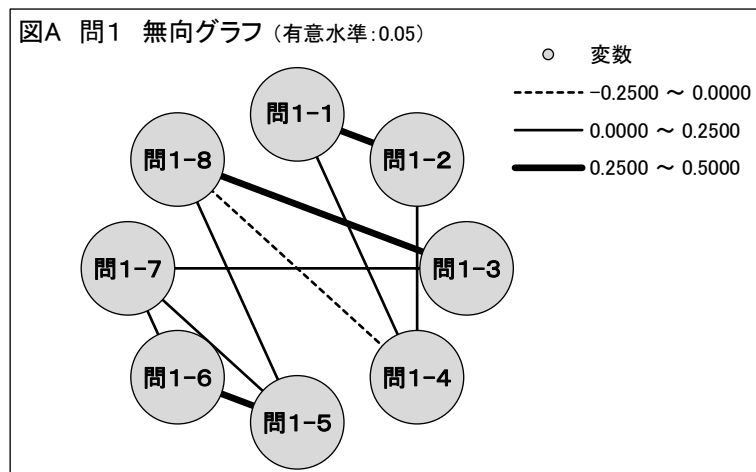 図A 問1 無向グラフ (有意水準:0.05)
変数
-0.2500 ~ 0.0000
0.0000 ~ 0.2500
0.2500 ~ 0.5000
問1-1
問1-2
問1-8
問1-3
問1-7
問1-4
問1-6
問1-5